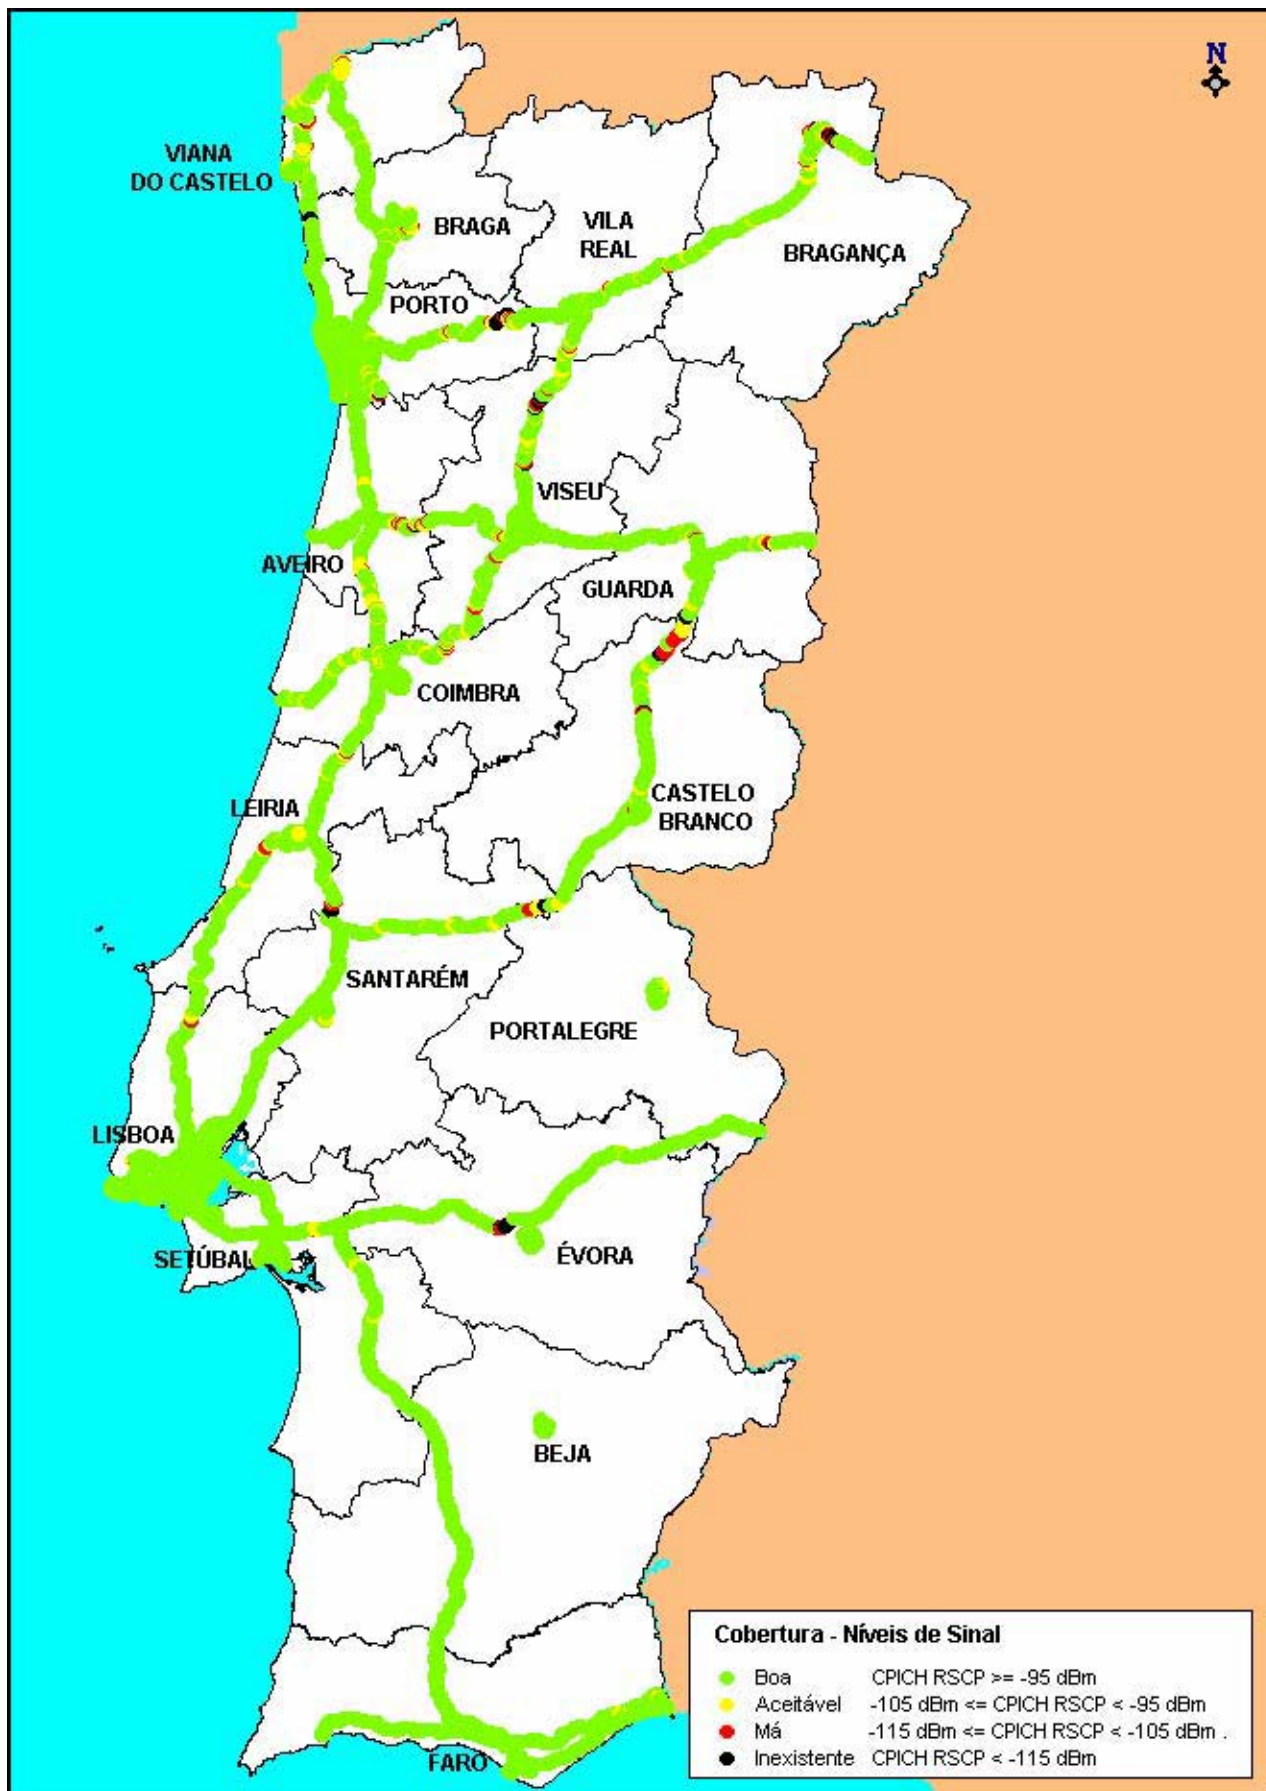 N
VIANA
DO CASTELO
BRAGA
VILA
REAL
BRAGANÇA
PORTO
VISEU
AVEIRO
GUARDA
COIMBRA
CASTELO
BRANCO
LEIRIA
SANTARÉM
PORTALEGRE
LISBOA
SETÚBAL
ÉVORA
BEJA
FARO
Cobertura - Níveis de Sinal
Boa CPICH RSCP >= -95 dBm
Aceitável -105 dBm <= CPICH RSCP < -95 dBm
Má -115 dBm <= CPICH RSCP < -105 dBm .
Inexistente CPICH RSCP < -115 dBm